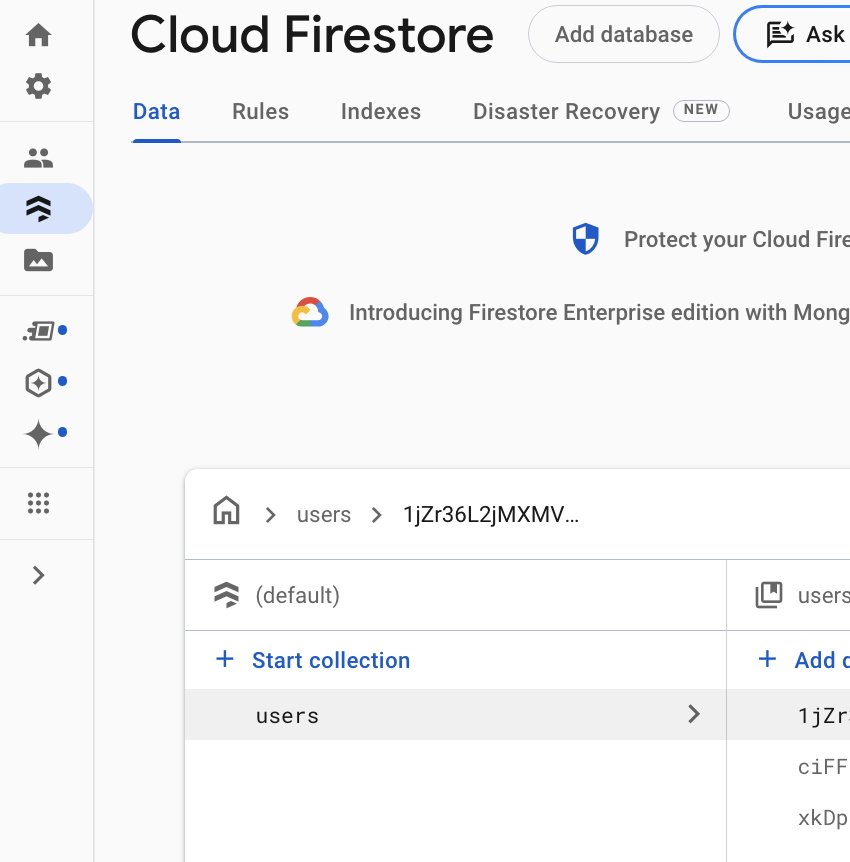 Cloud Firestore
Add database
Ask
Data
Rules
Indexes
Disaster Recovery
NEW
Usage
Protect your Cloud Fire
Introducing Firestore Enterprise edition with Mong
users
1jZr36L2jMXMV...
(default)
users
Start collection
Add d
users
1jZr3
ciFF
xkDp